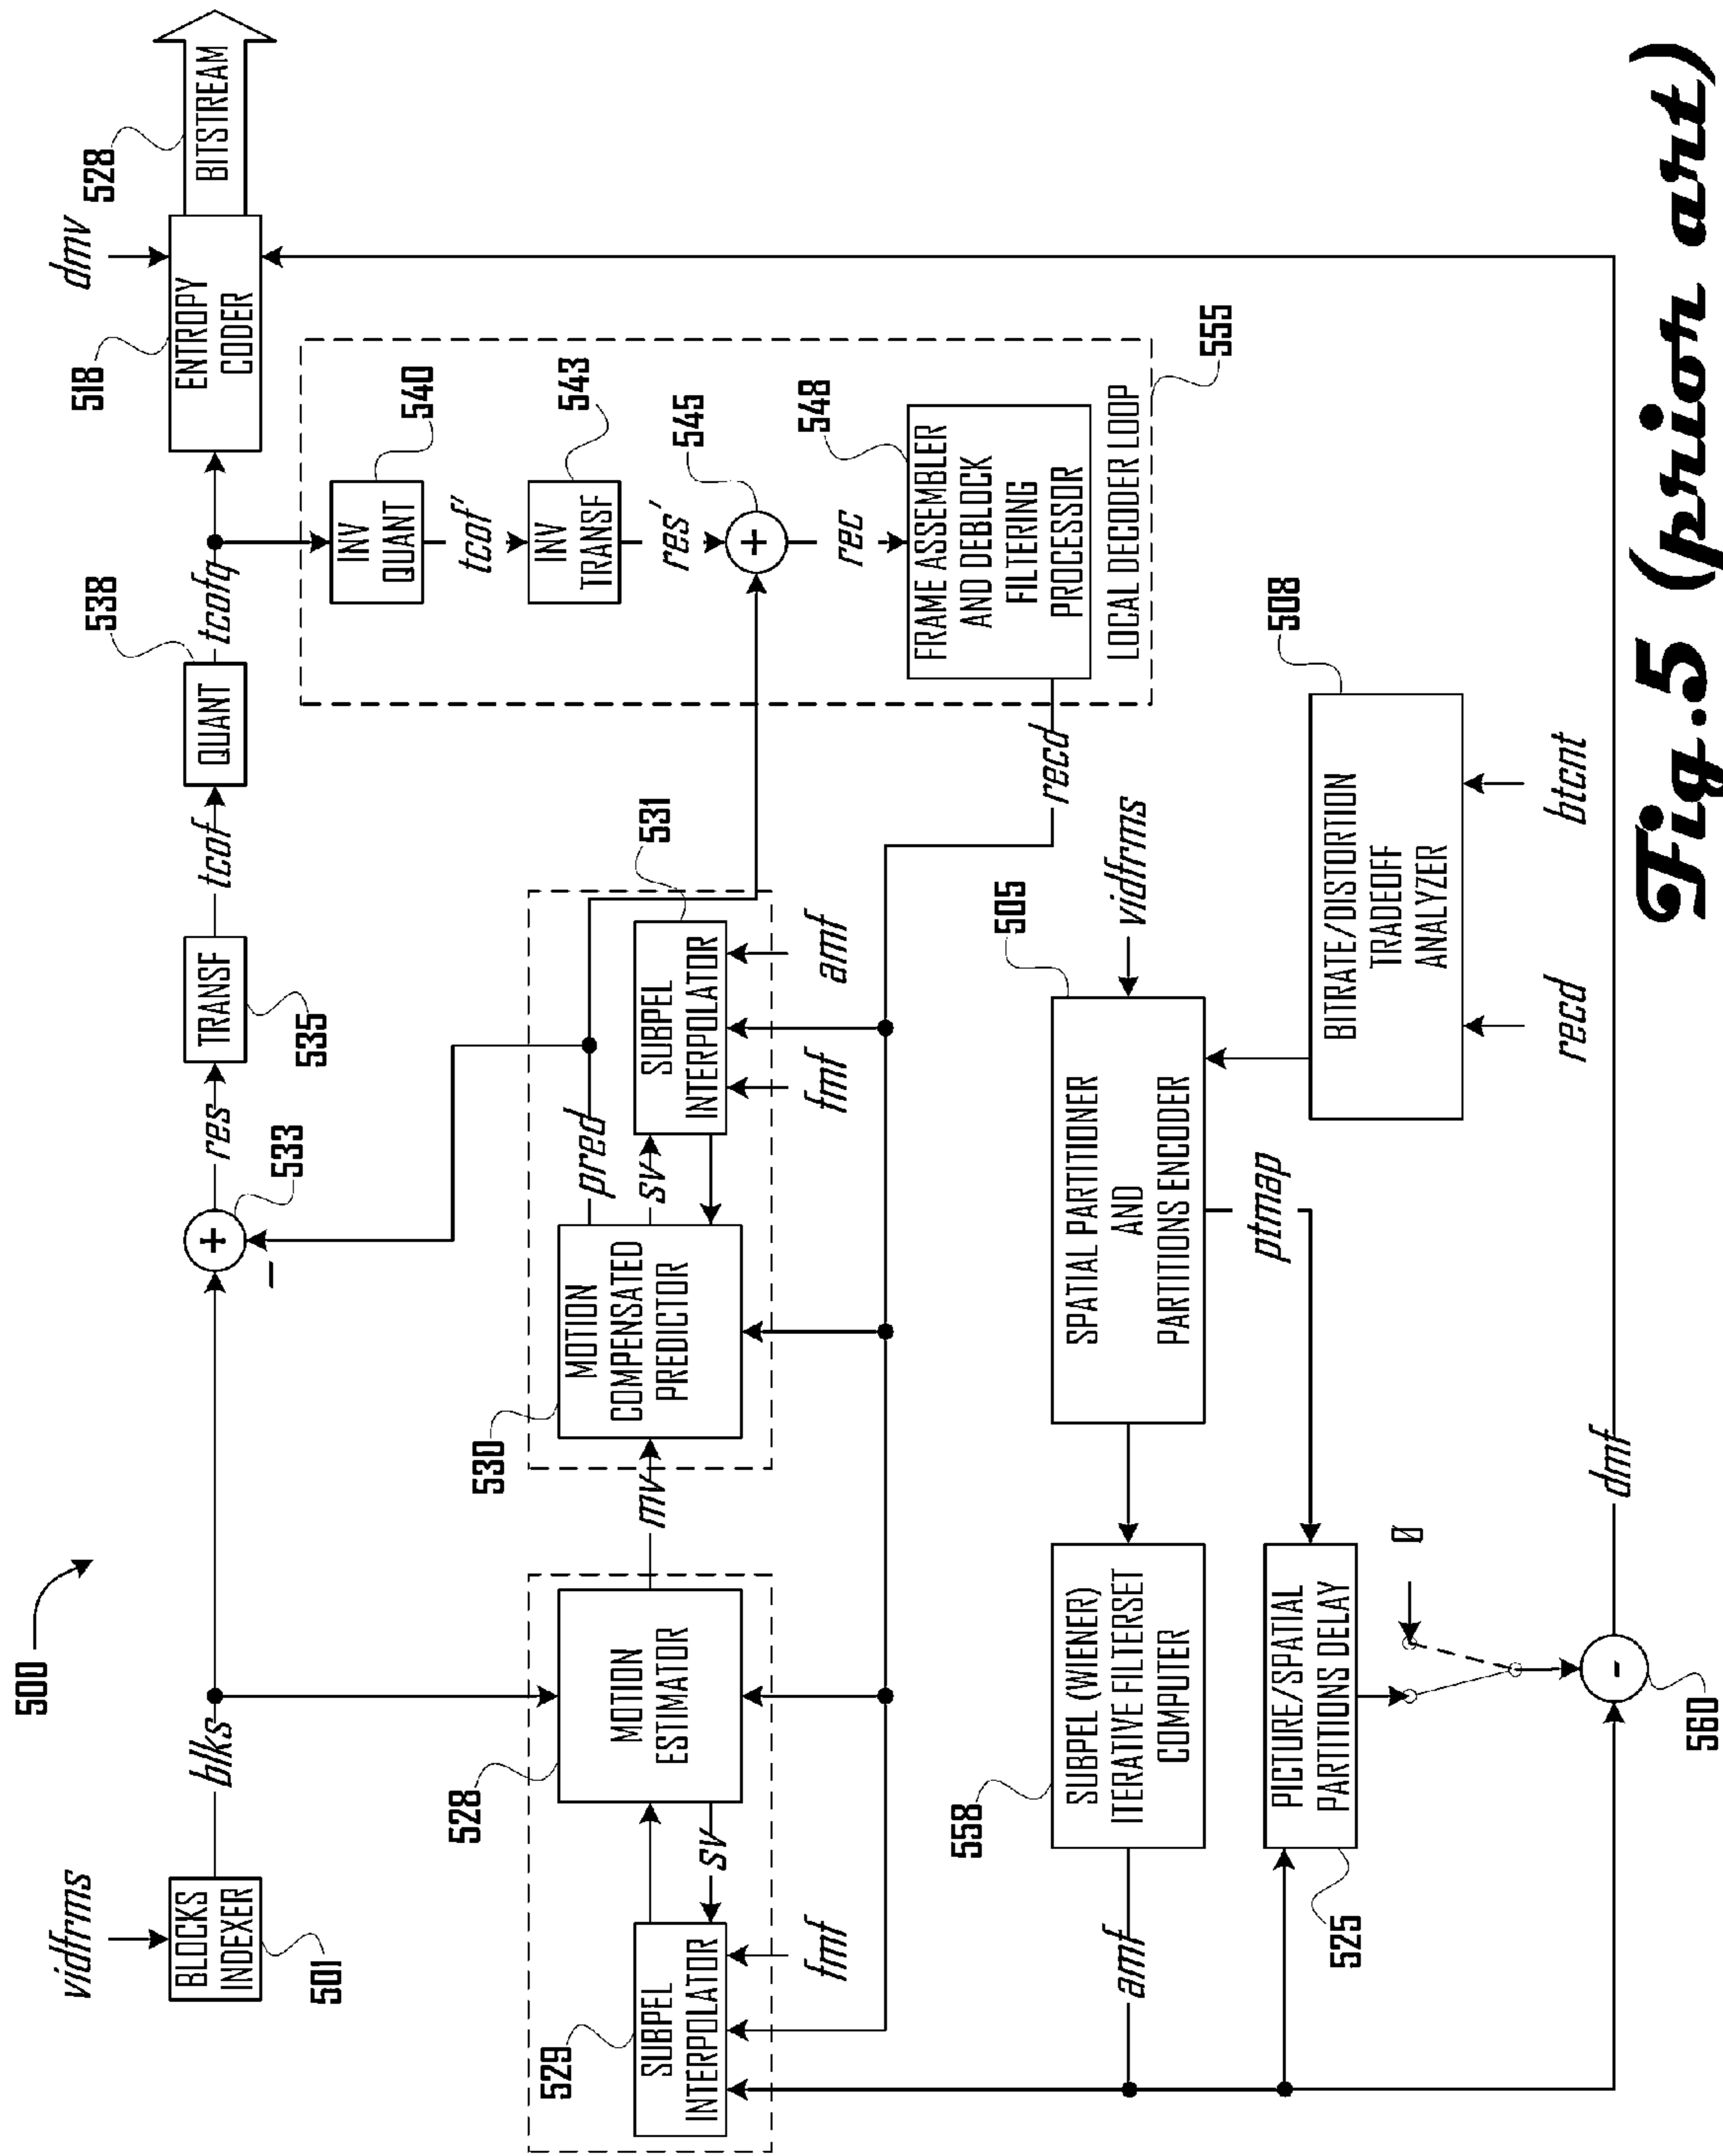 500
vidfrms
BLOCKS
INDEXER
501
blks
533
–
+
res
TRANSF
535
tcof
QUANT
538
tcofq
dmv
ENTROPY
CODER
518
BITSTREAM
528
SUBPEL
INTERPOLATOR
529
fmf
sv
MOTION
ESTIMATOR
528
mv
MOTION
COMPENSATED
PREDICTOR
530
pred
sv
SUBPEL
INTERPOLATOR
531
fmf
amf
INV
QUANT
540
tcof'
INV
TRANSF
543
res'
+
545
rec
FRAME ASSEMBLER
AND DEBLOCK
FILTERING
PROCESSOR
548
LOCAL DECODER LOOP
555
recd
amf
SUBPEL (WIENER)
ITERATIVE FILTERSET
COMPUTER
558
SPATIAL PARTITIONER
AND
PARTITIONS ENCODER
505
vidfrms
ptmap
PICTURE/SPATIAL
PARTITIONS DELAY
525
0
BITRATE/DISTORTION
TRADEOFF
ANALYZER
508
recd
btcnt
-
560
dmf
Fig.5 (prior art)